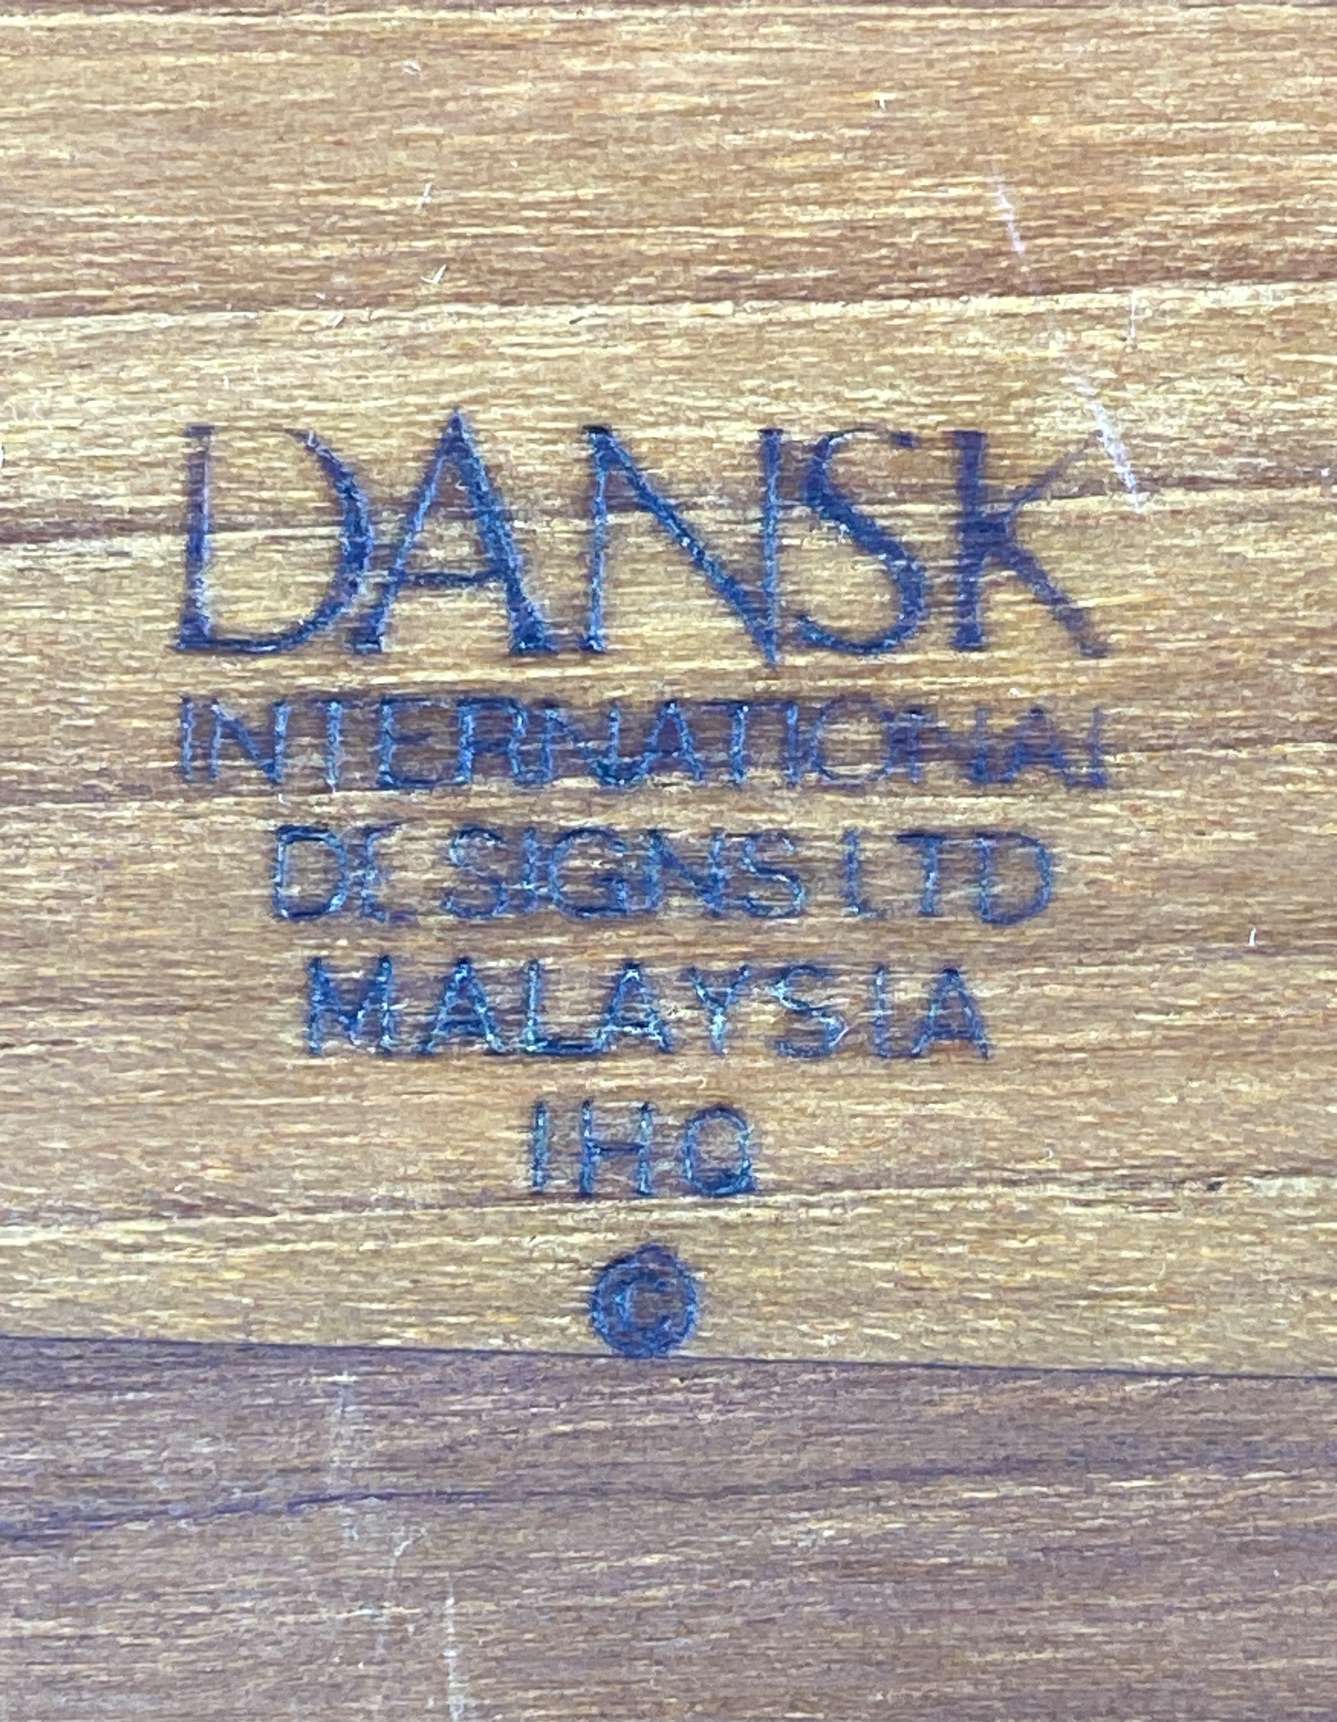 DANSK
INTERNATIONAL
DESIGNS LTD
MALAYSIA
IHQ
©